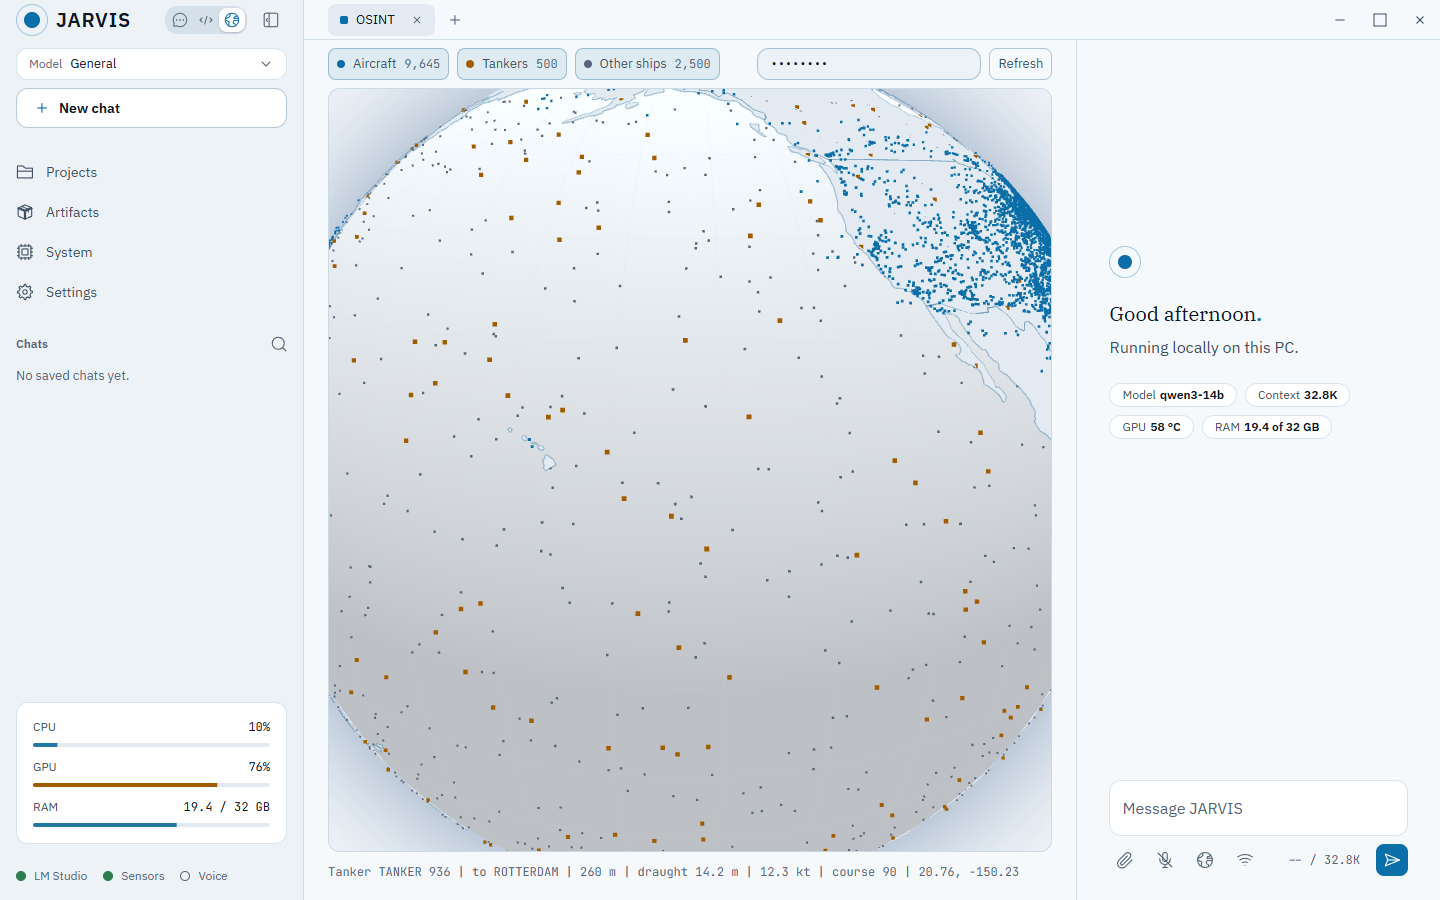 JARVIS
Model General
New chat
Projects
Artifacts
System
Settings
Chats
No saved chats yet.
CPU 10%
GPU 76%
RAM 19.4 / 32 GB
LM Studio Sensors Voice
OSINT
Aircraft 9,645 Tankers 500 Other ships 2,500 •••••••• Refresh
Tanker TANKER 936 | to ROTTERDAM | 260 m | draught 14.2 m | 12.3 kt | course 90 | 20.76, -150.23
Good afternoon.
Running locally on this PC.
Model qwen3-14b Context 32.8K
GPU 58 °C RAM 19.4 of 32 GB
Message JARVIS
-- / 32.8K